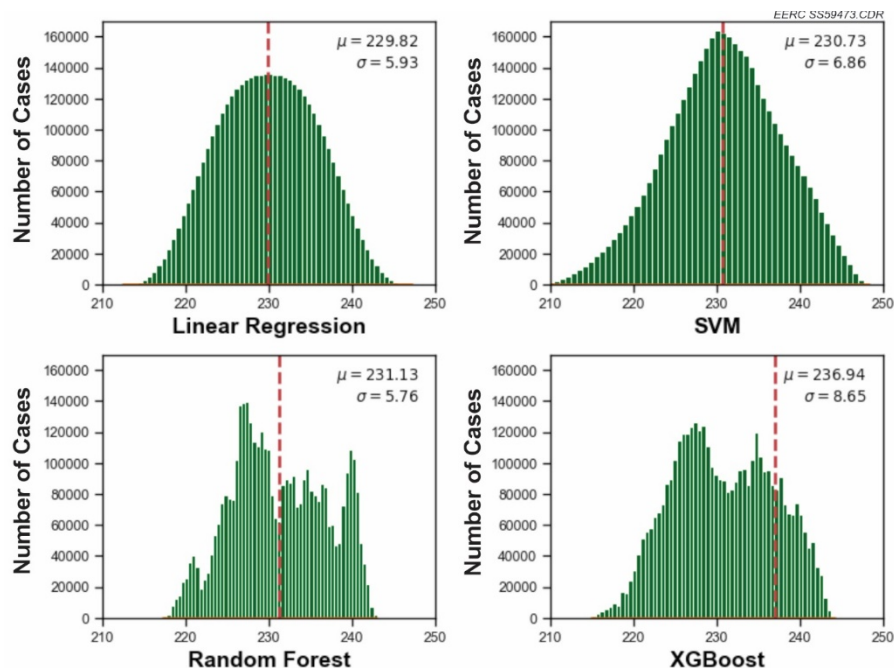 EERC SS59473.CDR
160000
140000
120000
100000
80000
60000
40000
20000
0
Number of Cases
μ = 229.82
σ = 5.93
210 220 230 240 250
Linear Regression
160000
140000
120000
100000
80000
60000
40000
20000
0
Number of Cases
μ = 230.73
σ = 6.86
210 220 230 240 250
SVM
160000
140000
120000
100000
80000
60000
40000
20000
0
Number of Cases
μ = 231.13
σ = 5.76
210 220 230 240 250
Random Forest
160000
140000
120000
100000
80000
60000
40000
20000
0
Number of Cases
μ = 236.94
σ = 8.65
210 220 230 240 250
XGBoost